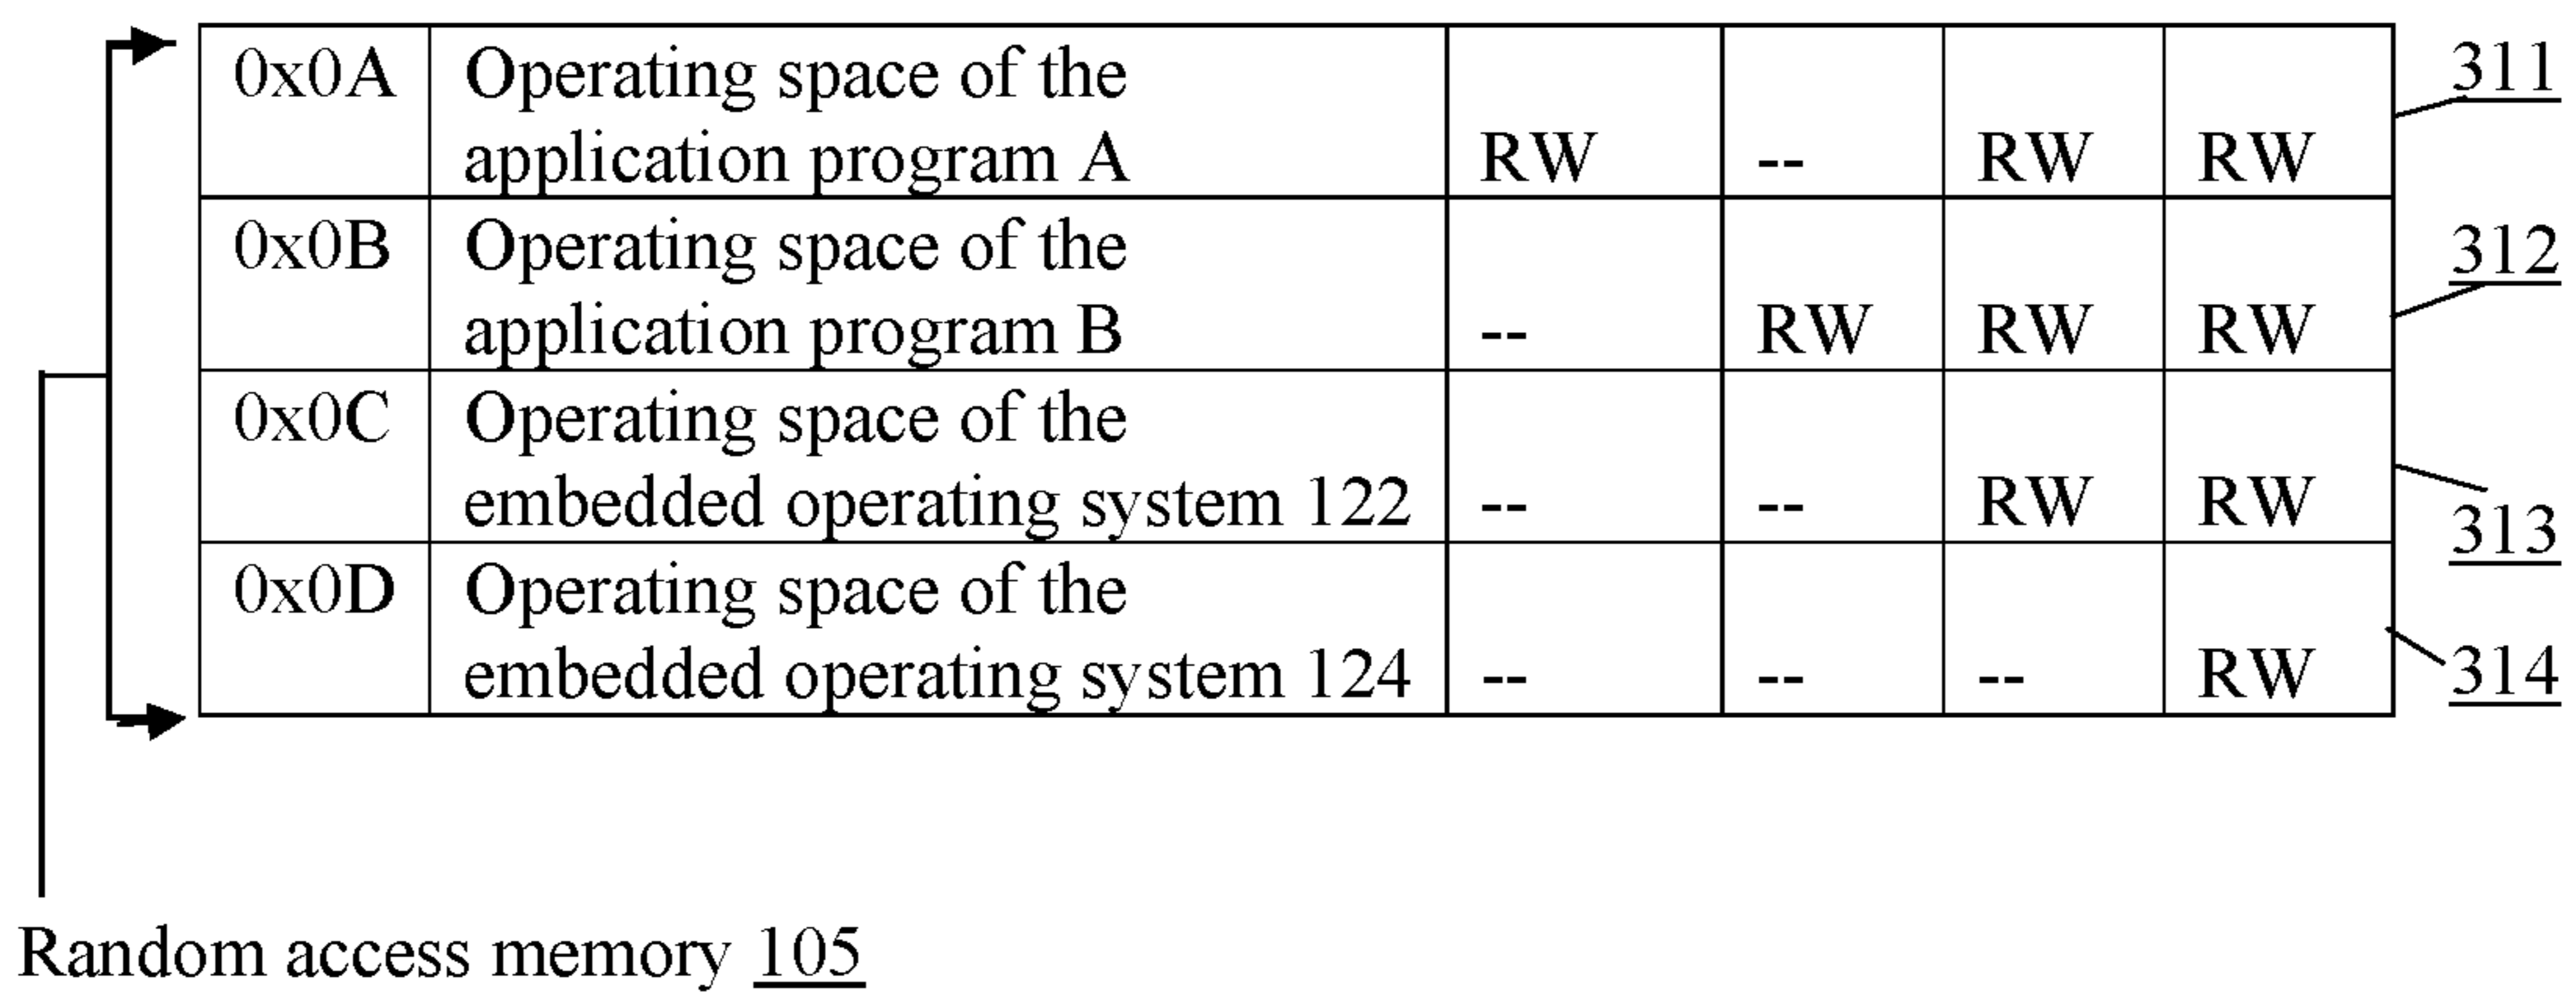 0x0A Operating space of the 311
application program A RW -- RW RW
0x0B Operating space of the 312
application program B -- RW RW RW
0x0C Operating space of the
embedded operating system 122 -- -- RW RW 313
0x0D Operating space of the
embedded operating system 124 -- -- -- RW 314
Random access memory 105